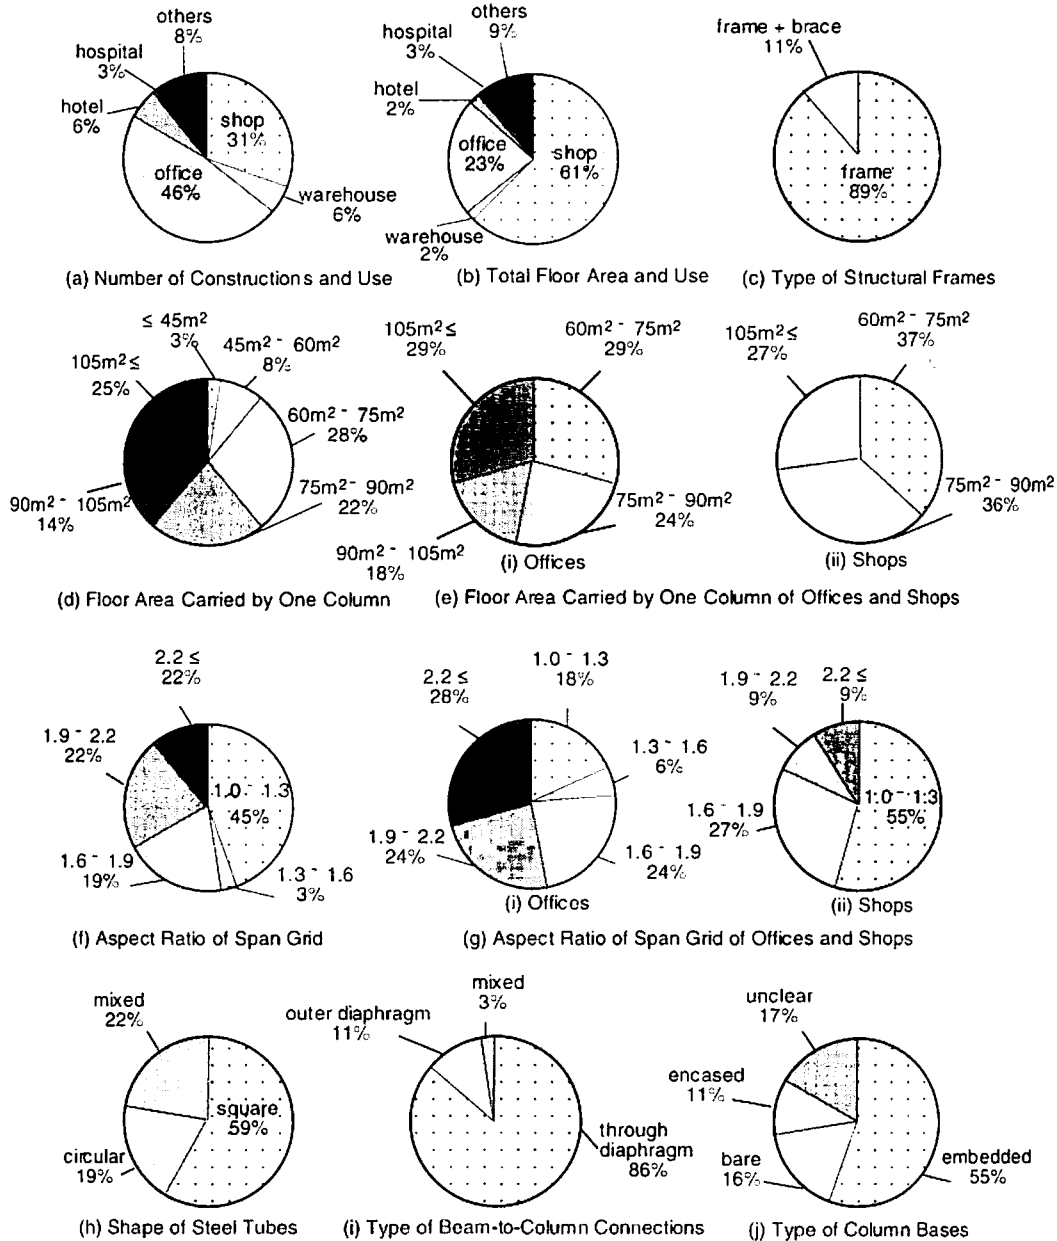 others
8%
hospital
3%
hotel
6%
shop
31%
office
46%
warehouse
6%
(a) Number of Constructions and Use
others
9%
hospital
3%
hotel
2%
office
23%
shop
61%
warehouse
2%
(b) Total Floor Area and Use
frame + brace
11%
frame
89%
(c) Type of Structural Frames
≤ 45m²
3%
45m² - 60m²
8%
105m² ≤
25%
60m² - 75m²
28%
75m² - 90m²
22%
90m² - 105m²
14%
(d) Floor Area Carried by One Column
105m² ≤
29%
60m² - 75m²
29%
75m² - 90m²
24%
90m² - 105m²
18%
(i) Offices
105m² ≤
27%
60m² - 75m²
37%
75m² - 90m²
36%
(ii) Shops
(e) Floor Area Carried by One Column of Offices and Shops
2.2 ≤
22%
1.9 - 2.2
22%
1.0 - 1.3
45%
1.6 - 1.9
19%
1.3 - 1.6
3%
(f) Aspect Ratio of Span Grid
2.2 ≤
28%
1.0 - 1.3
18%
1.3 - 1.6
6%
1.9 - 2.2
24%
1.6 - 1.9
24%
(i) Offices
1.9 - 2.2
9%
2.2 ≤
9%
1.0 - 1.3
55%
1.6 - 1.9
27%
(ii) Shops
(g) Aspect Ratio of Span Grid of Offices and Shops
mixed
22%
square
59%
circular
19%
(h) Shape of Steel Tubes
mixed
3%
outer diaphragm
11%
through
diaphragm
86%
(i) Type of Beam-to-Column Connections
unclear
17%
encased
11%
bare
16%
embedded
55%
(j) Type of Column Bases